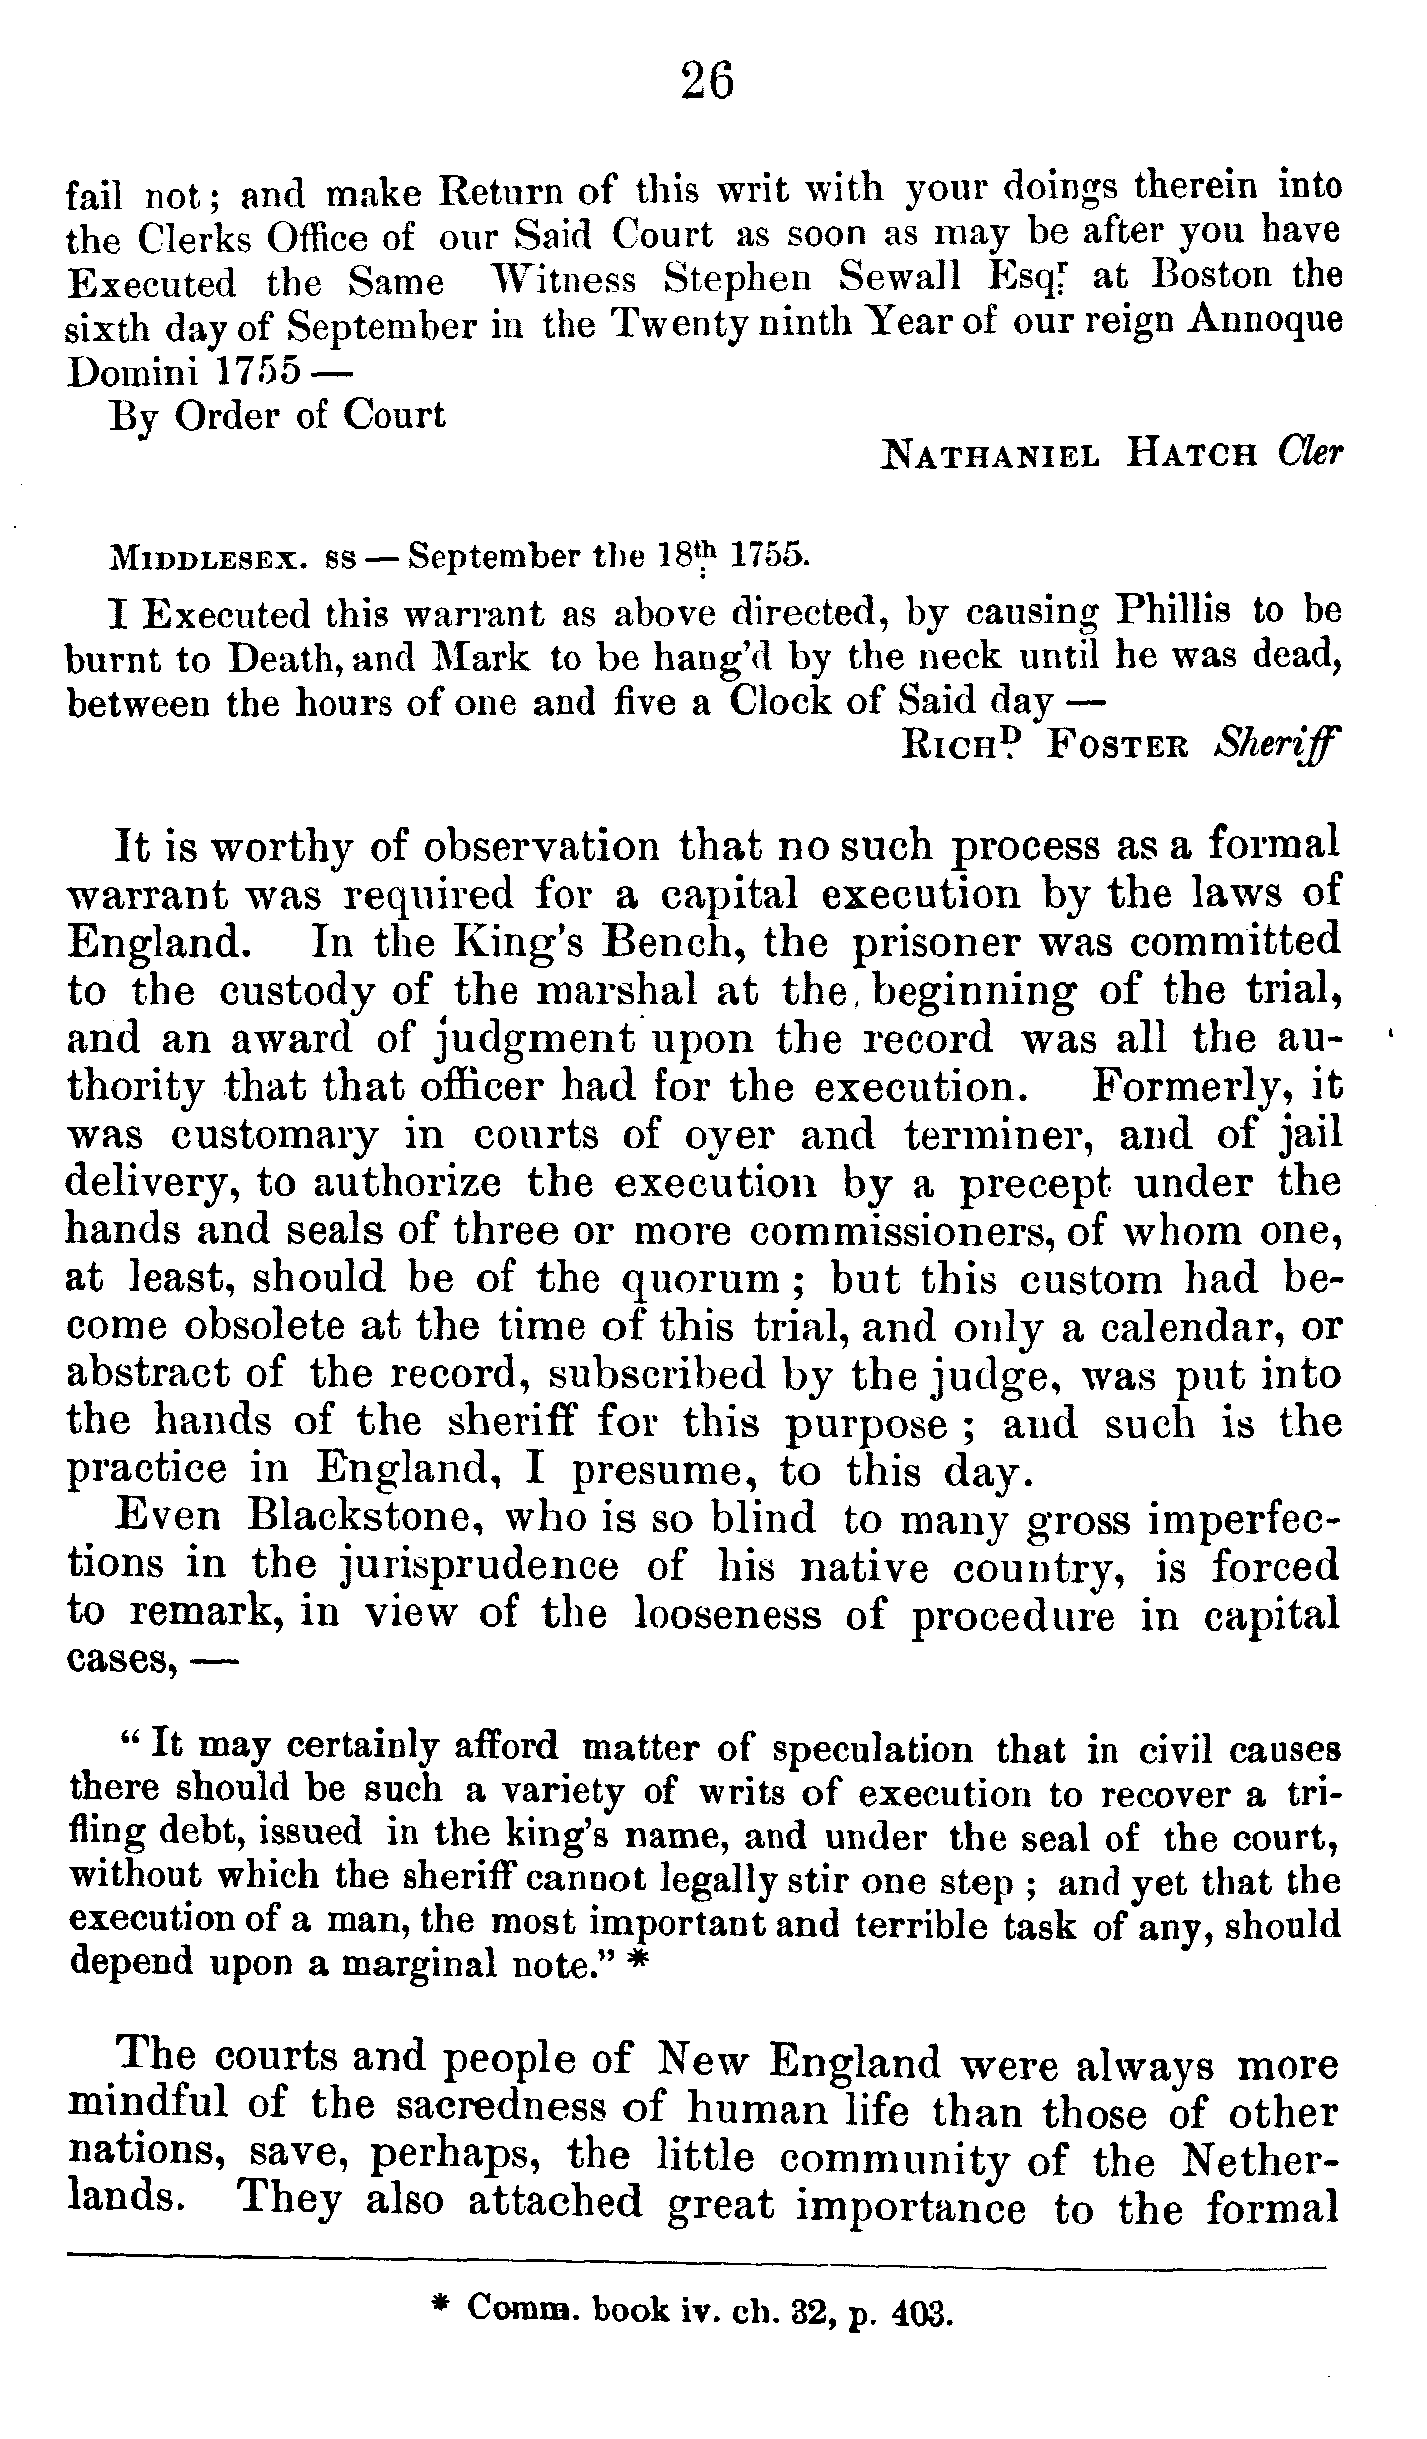 26
fail not; and make Return of this writ with your doings therein into
the Clerks Office of our Said Court as soon as may be after you have
Executed the Same Witness Stephen Sewall Esqr at Boston the
sixth day of September in the Twenty ninth Year of our reign Annoque
Domini 1755 —
By Order of Court
NATHANIEL HATCH Cler
MIDDLESEX. ss — September the 18th 1755.
I Executed this warrant as above directed, by causing Phillis to be
burnt to Death, and Mark to be hang'd by the neck until he was dead,
between the hours of one and five a Clock of Said day —
RICHD FOSTER Sheriff
It is worthy of observation that no such process as a formal
warrant was required for a capital execution by the laws of
England. In the King's Bench, the prisoner was committed
to the custody of the marshal at the beginning of the trial,
and an award of judgment upon the record was all the au-
thority that that officer had for the execution. Formerly, it
was customary in courts of oyer and terminer, and of jail
delivery, to authorize the execution by a precept under the
hands and seals of three or more commissioners, of whom one,
at least, should be of the quorum; but this custom had be-
come obsolete at the time of this trial, and only a calendar, or
abstract of the record, subscribed by the judge, was put into
the hands of the sheriff for this purpose; and such is the
practice in England, I presume, to this day.
Even Blackstone, who is so blind to many gross imperfec-
tions in the jurisprudence of his native country, is forced
to remark, in view of the looseness of procedure in capital
cases, —
"It may certainly afford matter of speculation that in civil causes
there should be such a variety of writs of execution to recover a tri-
fling debt, issued in the king's name, and under the seal of the court,
without which the sheriff cannot legally stir one step; and yet that the
execution of a man, the most important and terrible task of any, should
depend upon a marginal note." *
The courts and people of New England were always more
mindful of the sacredness of human life than those of other
nations, save, perhaps, the little community of the Nether-
lands. They also attached great importance to the formal
* Comm. book iv. ch. 32, p. 403.